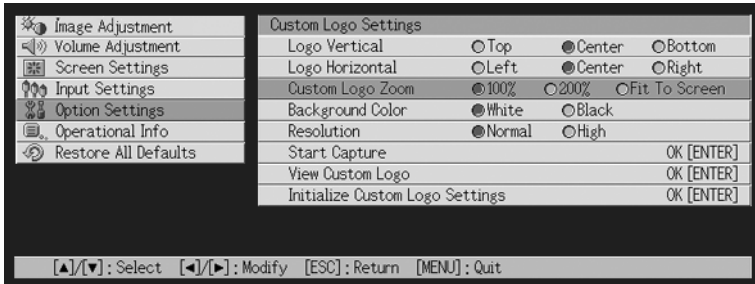 Image Adjustment
Volume Adjustment
Screen Settings
Input Settings
Option Settings
Operational Info
Restore All Defaults
Custom Logo Settings
Logo Vertical Top Center Bottom
Logo Horizontal Left Center Right
Custom Logo Zoom 100% 200% Fit To Screen
Background Color White Black
Resolution Normal High
Start Capture OK [ENTER]
View Custom Logo OK [ENTER]
Initialize Custom Logo Settings OK [ENTER]
[▲]/[▼]：Select [◄]/[►]：Modify [ESC]：Return [MENU]：Quit